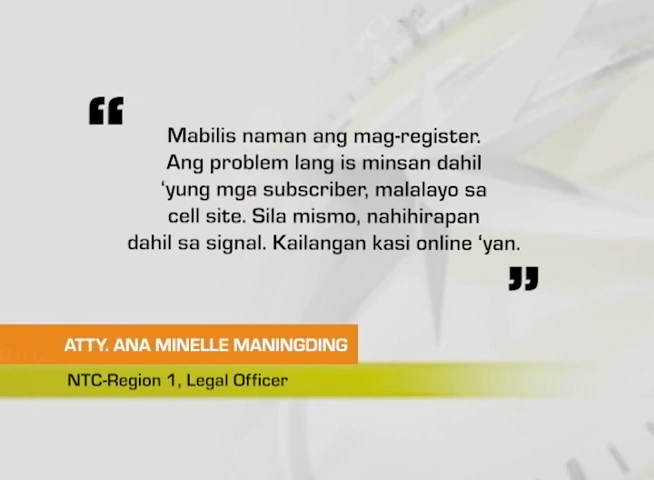 “
Mabilis naman ang mag-register.
Ang problem lang is minsan dahil
‘yung mga subscriber, malalayo sa
cell site. Sila mismo, nahihirapan
dahil sa signal. Kailangan kasi online ‘yan.
”
ATTY. ANA MINELLE MANINGDING
NTC-Region 1, Legal Officer